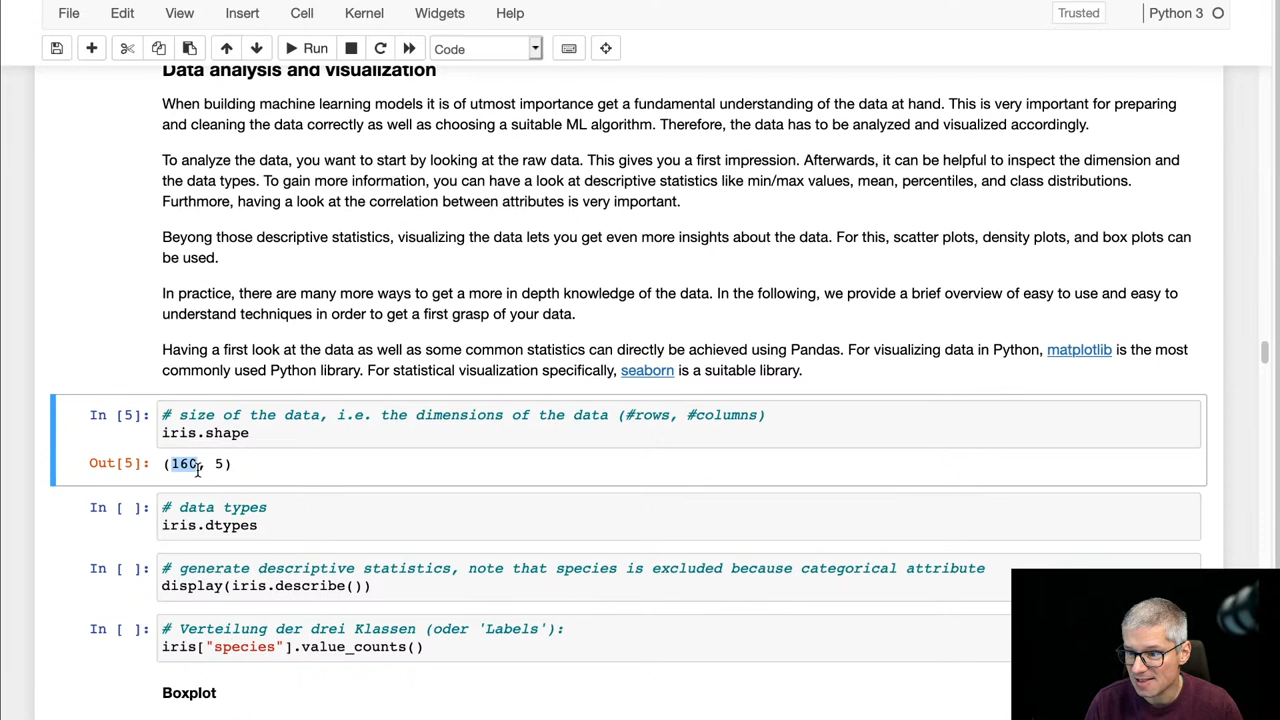 File Edit View Insert Cell Kernel Widgets Help Trusted Python 3
Run Code
Data analysis and visualization
When building machine learning models it is of utmost importance get a fundamental understanding of the data at hand. This is very important for preparing
and cleaning the data correctly as well as choosing a suitable ML algorithm. Therefore, the data has to be analyzed and visualized accordingly.
To analyze the data, you want to start by looking at the raw data. This gives you a first impression. Afterwards, it can be helpful to inspect the dimension and
the data types. To gain more information, you can have a look at descriptive statistics like min/max values, mean, percentiles, and class distributions.
Furthmore, having a look at the correlation between attributes is very important.
Beyong those descriptive statistics, visualizing the data lets you get even more insights about the data. For this, scatter plots, density plots, and box plots can
be used.
In practice, there are many more ways to get a more in depth knowledge of the data. In the following, we provide a brief overview of easy to use and easy to
understand techniques in order to get a first grasp of your data.
Having a first look at the data as well as some common statistics can directly be achieved using Pandas. For visualizing data in Python, matplotlib is the most
commonly used Python library. For statistical visualization specifically, seaborn is a suitable library.
In [5]: # size of the data, i.e. the dimensions of the data (#rows, #columns)
iris.shape
Out[5]: (160, 5)
In [ ]: # data types
iris.dtypes
In [ ]: # generate descriptive statistics, note that species is excluded because categorical attribute
display(iris.describe())
In [ ]: # Verteilung der drei Klassen (oder 'Labels'):
iris["species"].value_counts()
Boxplot